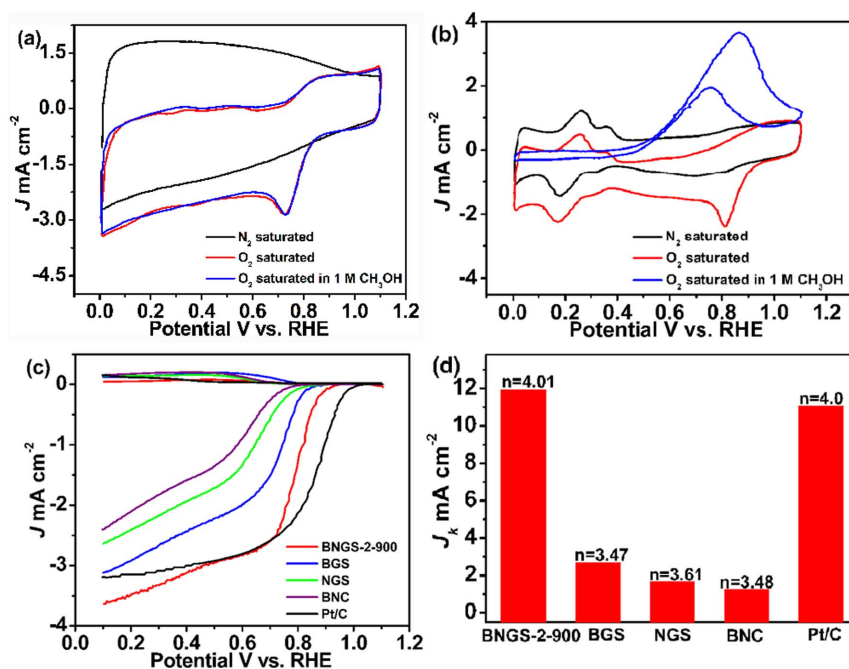 (a)
J mA cm-2
1.5
0.0
-1.5
-3.0
-4.5
N2 saturated
O2 saturated
O2 saturated in 1 M CH3OH
0.0 0.2 0.4 0.6 0.8 1.0 1.2
Potential V vs. RHE
(b)
J mA cm-2
4
2
0
-2
-4
N2 saturated
O2 saturated
O2 saturated in 1 M CH3OH
0.0 0.2 0.4 0.6 0.8 1.0 1.2
Potential V vs. RHE
(c)
J mA cm-2
0
-1
-2
-3
-4
BNGS-2-900
BGS
NGS
BNC
Pt/C
0.0 0.2 0.4 0.6 0.8 1.0 1.2
Potential V vs. RHE
(d)
Jk mA cm-2
12
10
8
6
4
2
0
n=4.01
n=3.47
n=3.61
n=3.48
n=4.0
BNGS-2-900 BGS NGS BNC Pt/C